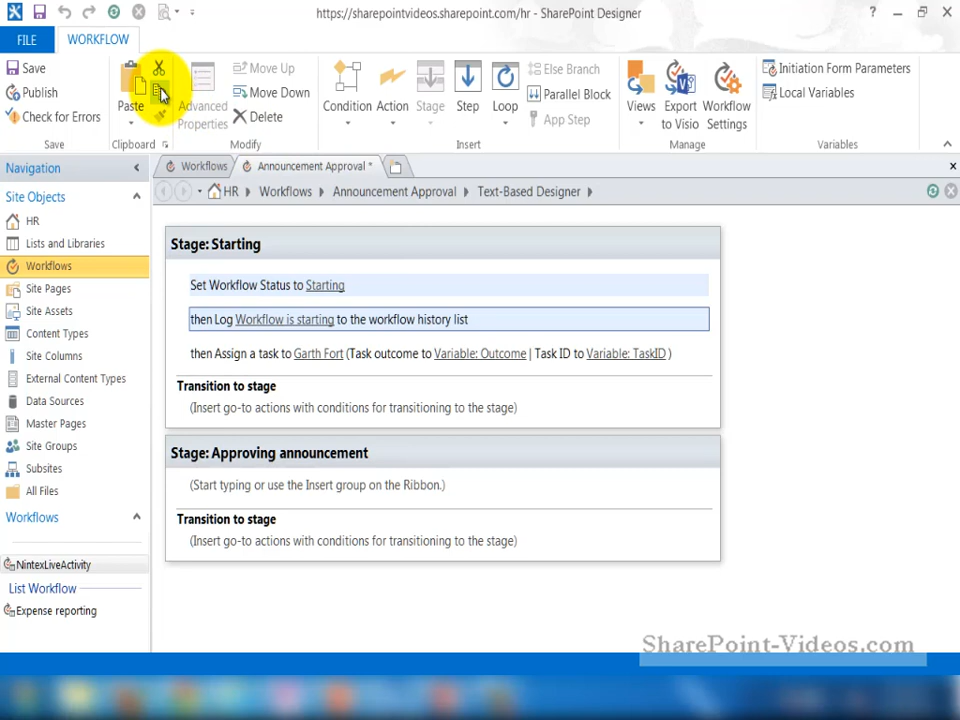 https://sharepointvideos.sharepoint.com/hr - SharePoint Designer
?
FILE
WORKFLOW
Save
Publish
Check for Errors
Save
Paste
Clipboard
Advanced
Properties
Move Up
Move Down
Delete
Modify
Condition
Action
Stage
Step
Loop
Else Branch
Parallel Block
App Step
Insert
Views
Export
to Visio
Workflow
Settings
Manage
Initiation Form Parameters
Local Variables
Variables
Navigation
Workflows
Announcement Approval *
HR
Workflows
Announcement Approval
Text-Based Designer
Site Objects
HR
Lists and Libraries
Workflows
Site Pages
Site Assets
Content Types
Site Columns
External Content Types
Data Sources
Master Pages
Site Groups
Subsites
All Files
Workflows
NintexLiveActivity
List Workflow
Expense reporting
Stage: Starting
Set Workflow Status to Starting
then Log Workflow is starting to the workflow history list
then Assign a task to Garth Fort (Task outcome to Variable: Outcome | Task ID to Variable: TaskID )
Transition to stage
(Insert go-to actions with conditions for transitioning to the stage)
Stage: Approving announcement
(Start typing or use the Insert group on the Ribbon.)
Transition to stage
(Insert go-to actions with conditions for transitioning to the stage)
SharePoint-Videos.com